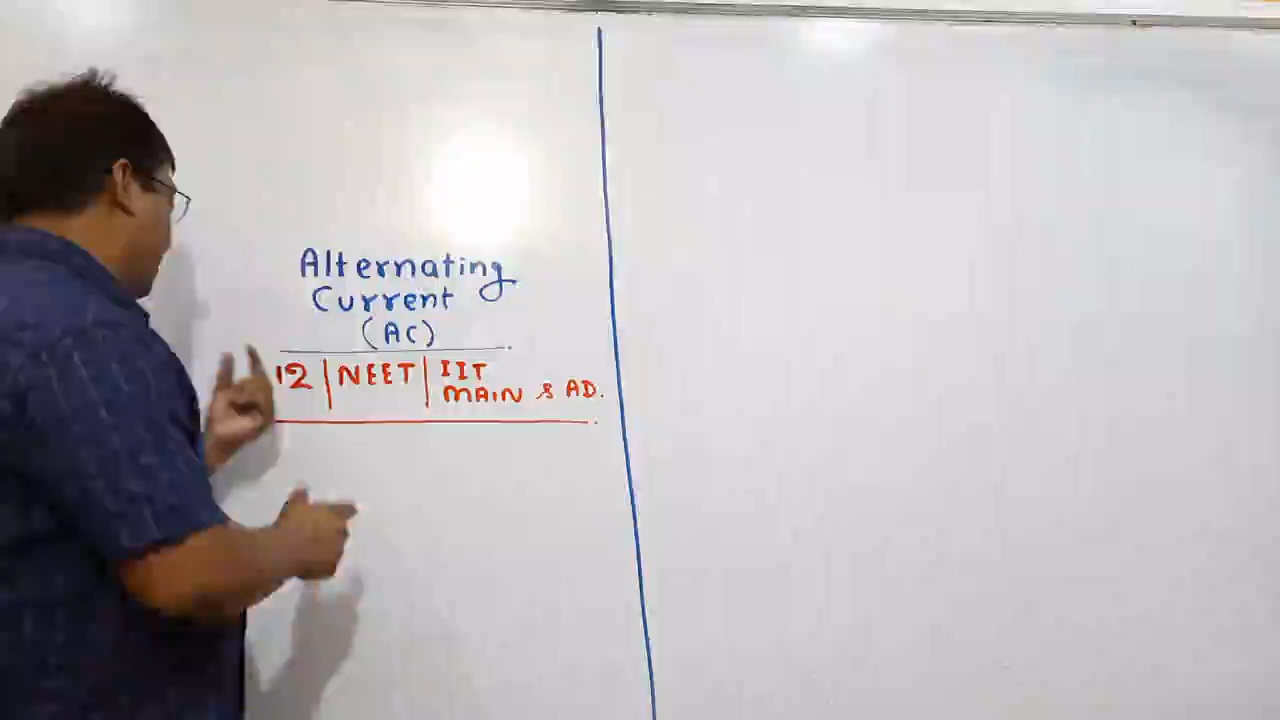 Alternating
Current
(AC)
12 | NEET | IIT
MAIN & AD.